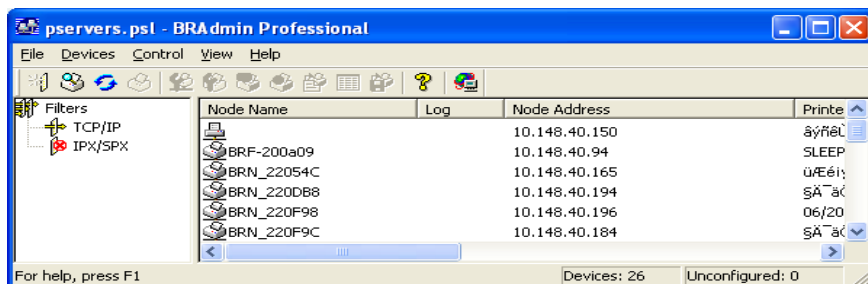 pservers.psl - BRAdmin Professional
File Devices Control View Help
Filters
TCP/IP
IPX/SPX
Node Name Log Node Address Printe
10.148.40.150 âýñêÙ
BRF-200a09 10.148.40.94 SLEEP
BRN_22054C 10.148.40.165
BRN_220DB8 10.148.40.194
BRN_220F98 10.148.40.196 06/20
BRN_220F9C 10.148.40.184
For help, press F1 Devices: 26 Unconfigured: 0